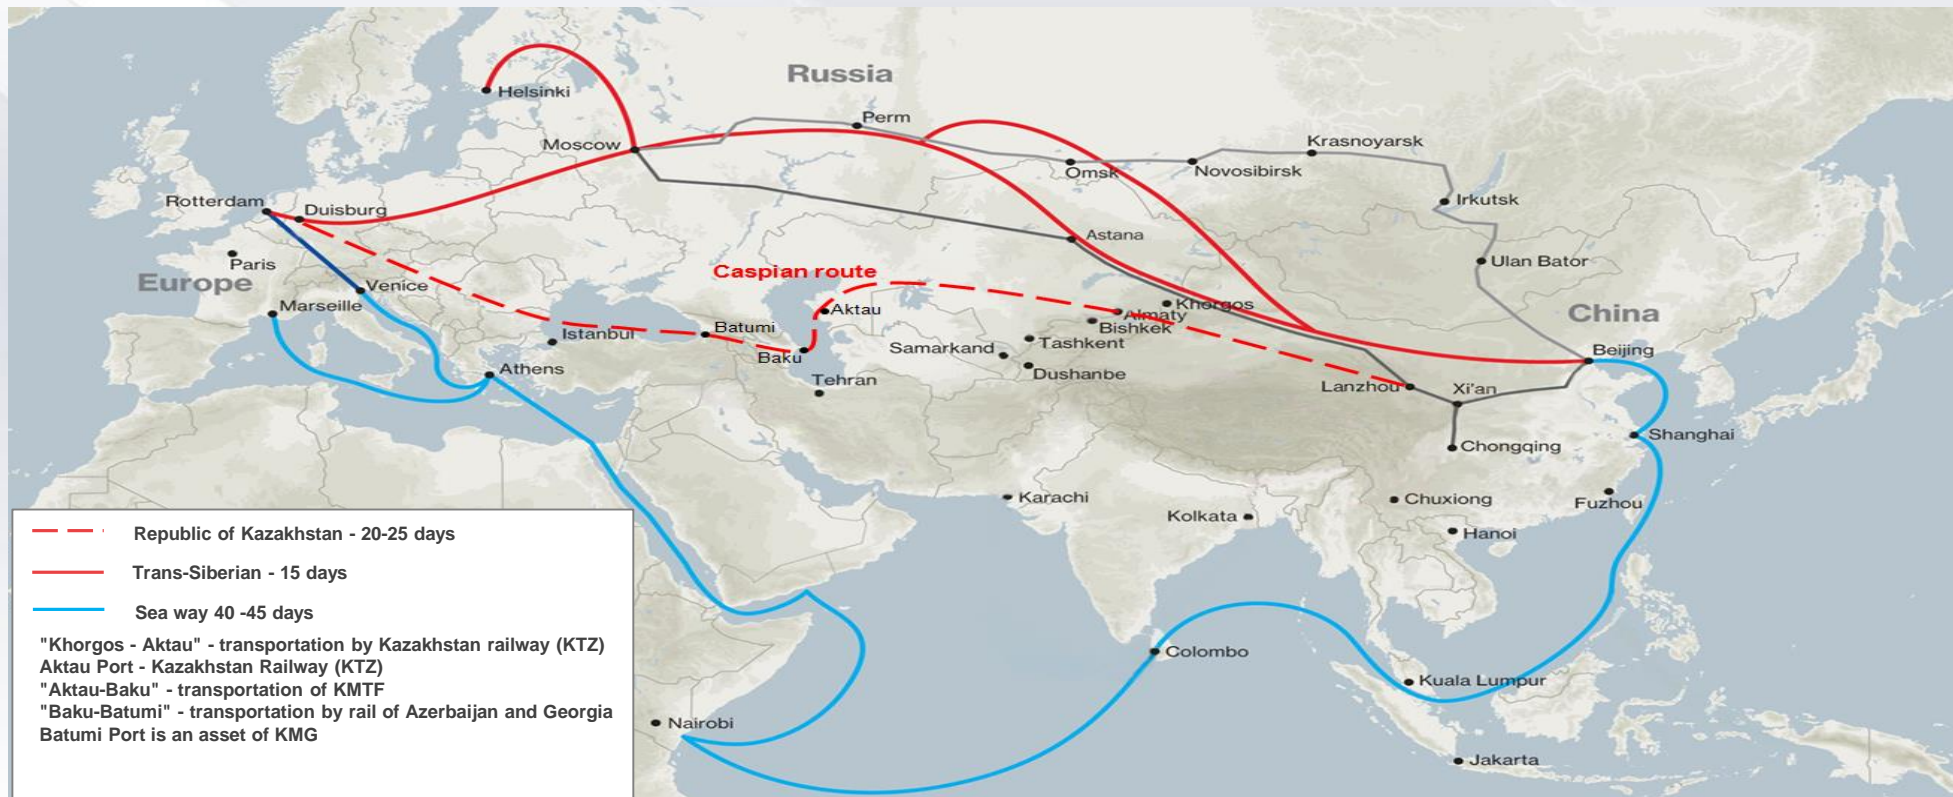 Russia
Helsinki
Perm
Moscow
Krasnoyarsk
Omsk
Novosibirsk
Rotterdam
Duisburg
Irkutsk
Astana
Paris
Europe
Venice
Caspian route
Ulan Bator
Marseille
Aktau
Khorgos
Almaty
China
Batumi
Bishkek
Istanbul
Tashkent
Samarkand
Baku
Beijing
Athens
Tehran
Dushanbe
Lanzhou
Xi'an
Shanghai
Chongqing
Karachi
Chuxiong
Fuzhou
Kolkata
Hanoi
Republic of Kazakhstan - 20-25 days
Trans-Siberian - 15 days
Sea way 40 -45 days
"Khorgos - Aktau" - transportation by Kazakhstan railway (KTZ)
Aktau Port - Kazakhstan Railway (KTZ)
"Aktau-Baku" - transportation of KMTF
"Baku-Batumi" - transportation by rail of Azerbaijan and Georgia
Batumi Port is an asset of KMG
Colombo
Kuala Lumpur
Nairobi
Jakarta